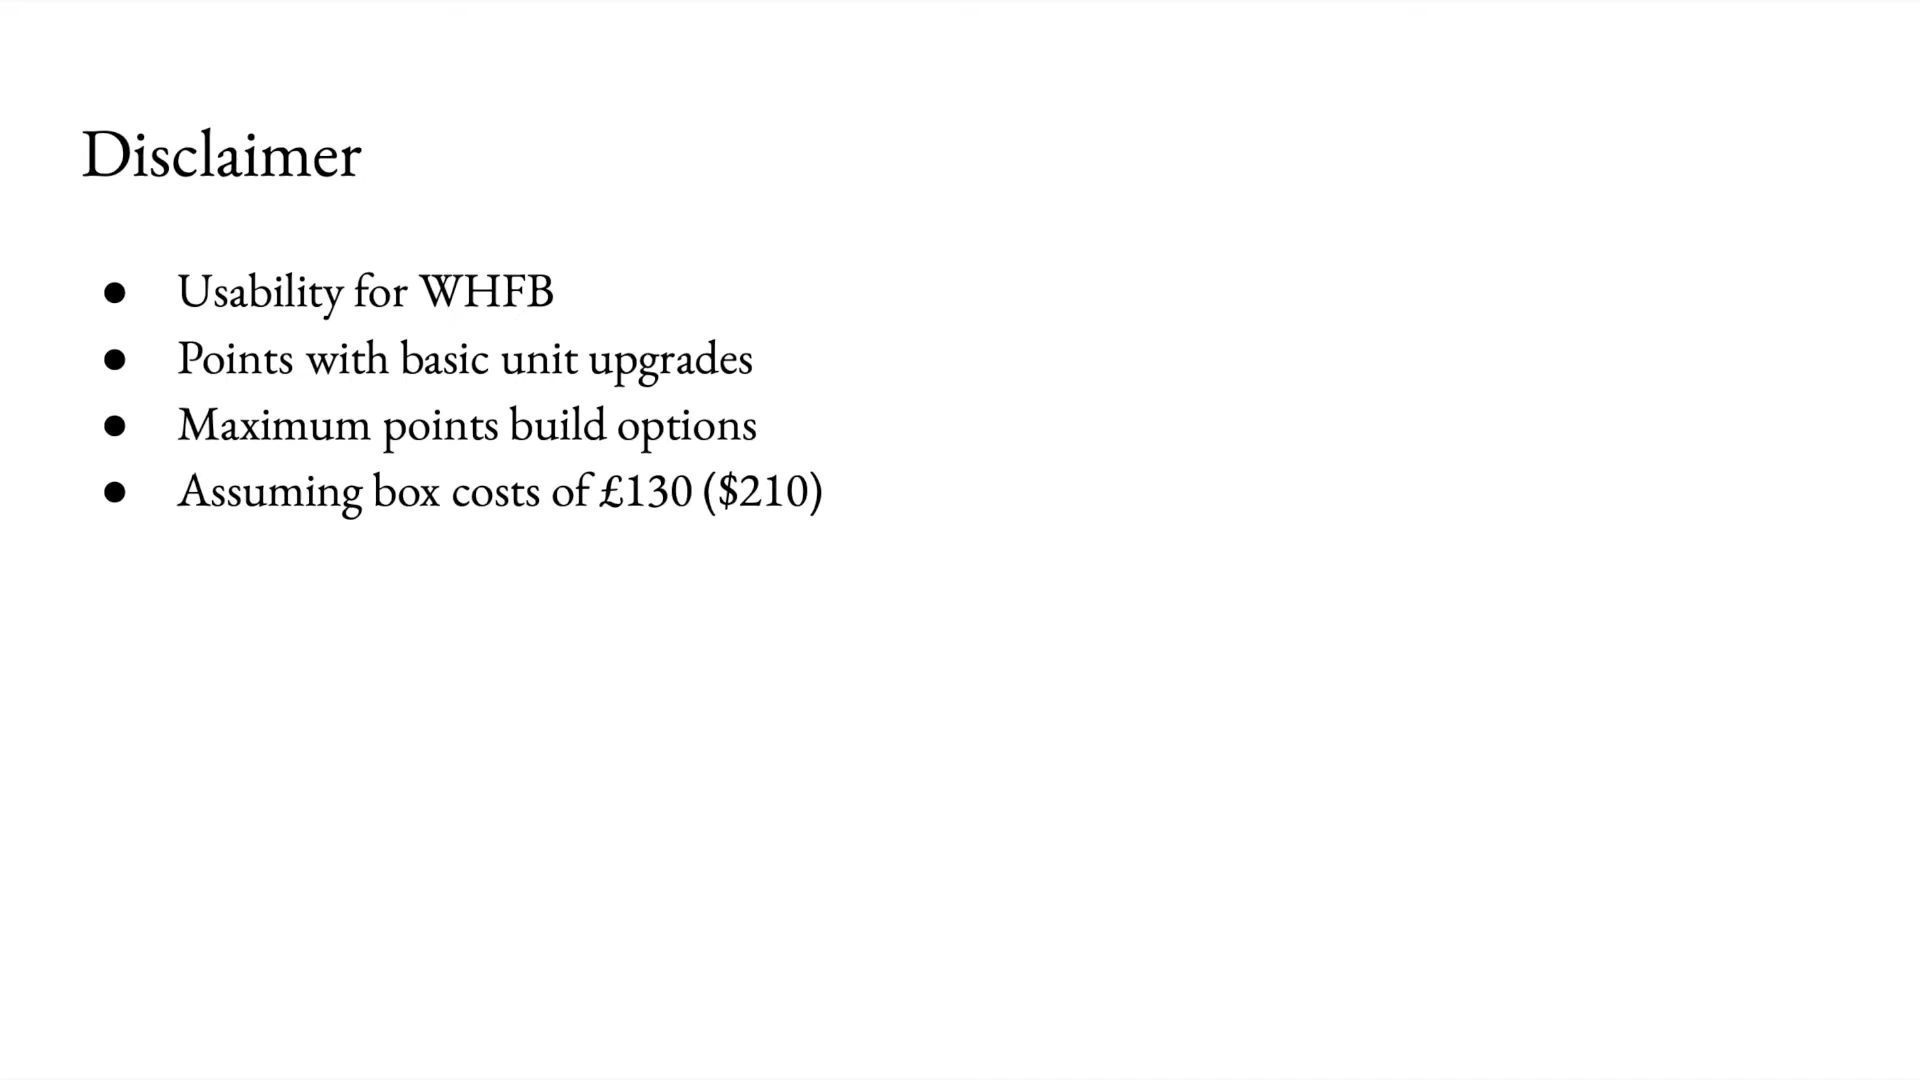 Disclaimer
● Usability for WHFB
● Points with basic unit upgrades
● Maximum points build options
● Assuming box costs of £130 ($210)